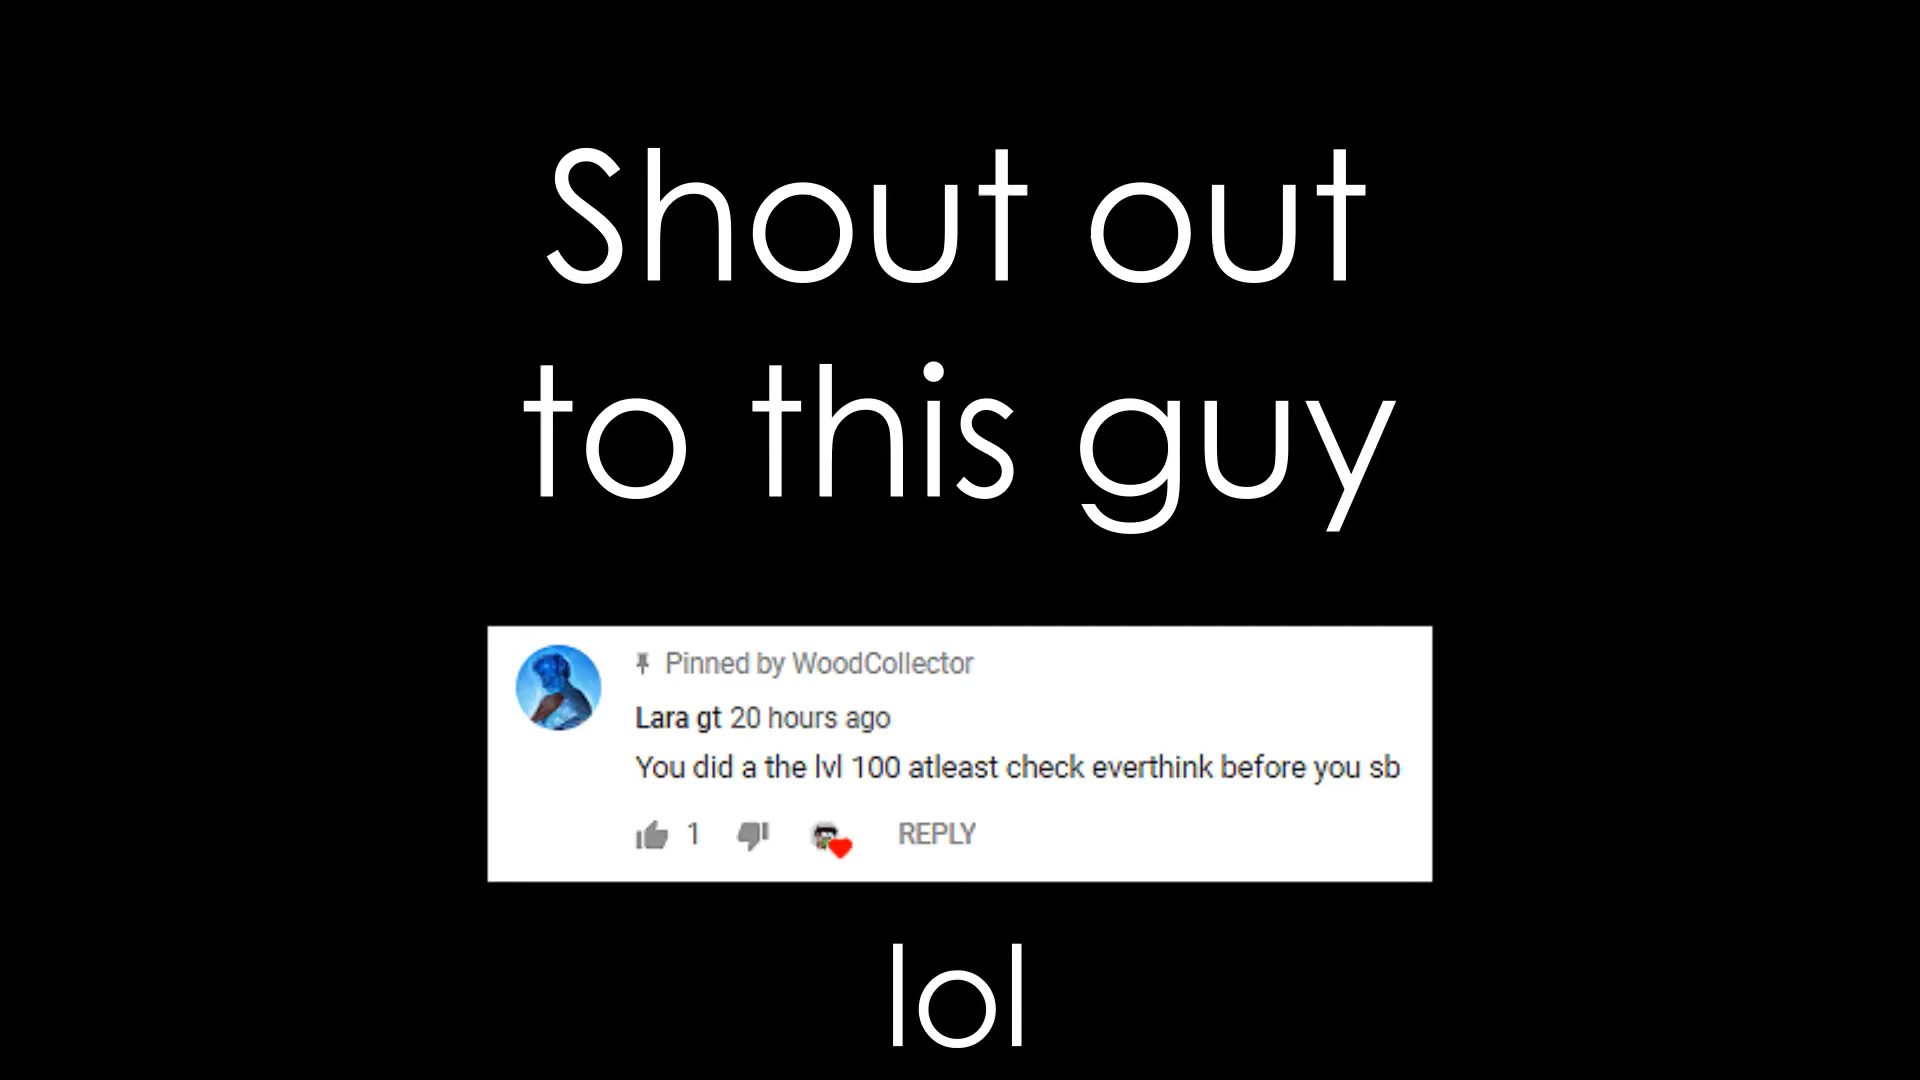 Shout out
to this guy
Pinned by WoodCollector
Lara gt 20 hours ago
You did a the lvl 100 atleast check everthink before you sb
1 REPLY
lol